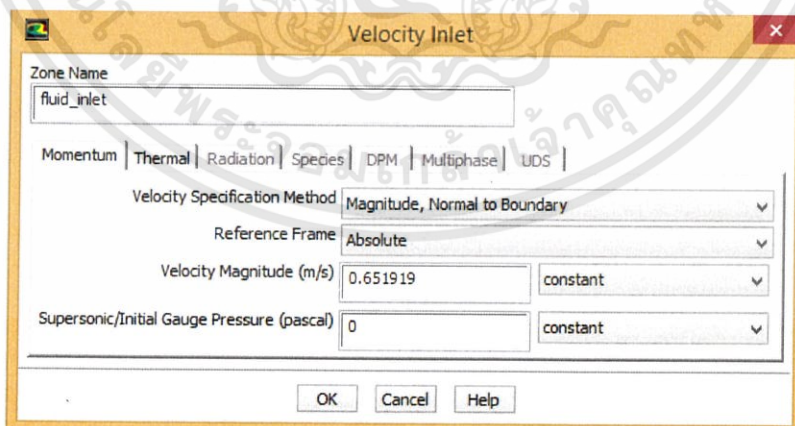 Velocity Inlet
Zone Name
fluid_inlet
Momentum Thermal Radiation Species DPM Multiphase UDS
Velocity Specification Method Magnitude, Normal to Boundary
Reference Frame Absolute
Velocity Magnitude (m/s) 0.651919 constant
Supersonic/Initial Gauge Pressure (pascal) 0 constant
OK Cancel Help